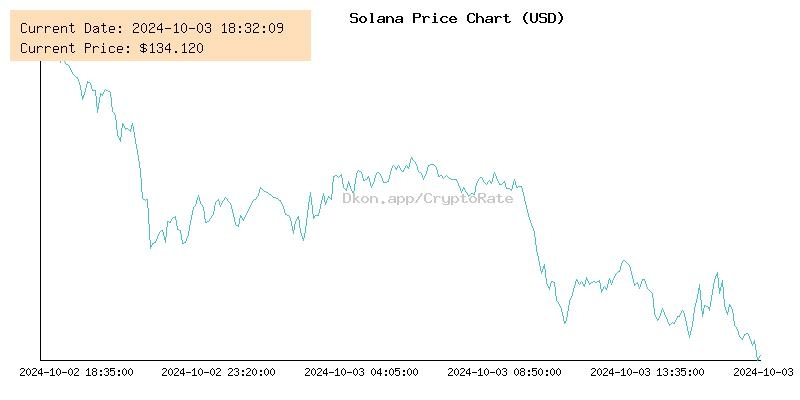 Solana Price Chart (USD)
Current Date: 2024-10-03 18:32:09
Current Price: $134.120
Dkon.app/CryptoRate
2024-10-02 18:35:00 2024-10-02 23:20:00 2024-10-03 04:05:00 2024-10-03 08:50:00 2024-10-03 13:35:00 2024-10-03